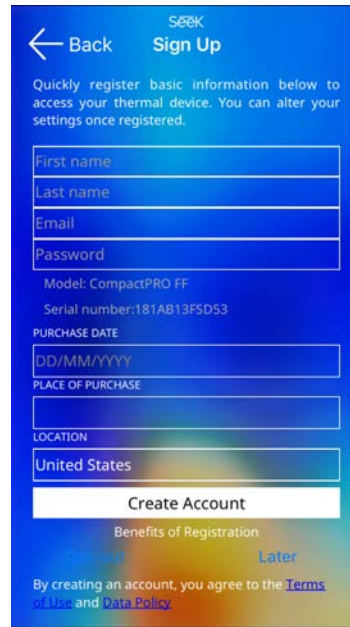 Seek
Back Sign Up
Quickly register basic information below to
access your thermal device. You can alter your
settings once registered.
First name
Last name
Email
Password
Model: CompactPRO FF
Serial number:181AB13FSD53
PURCHASE DATE
DD/MM/YYYY
PLACE OF PURCHASE
LOCATION
United States
Create Account
Benefits of Registration
Later
By creating an account, you agree to the Terms
of Use and Data Policy